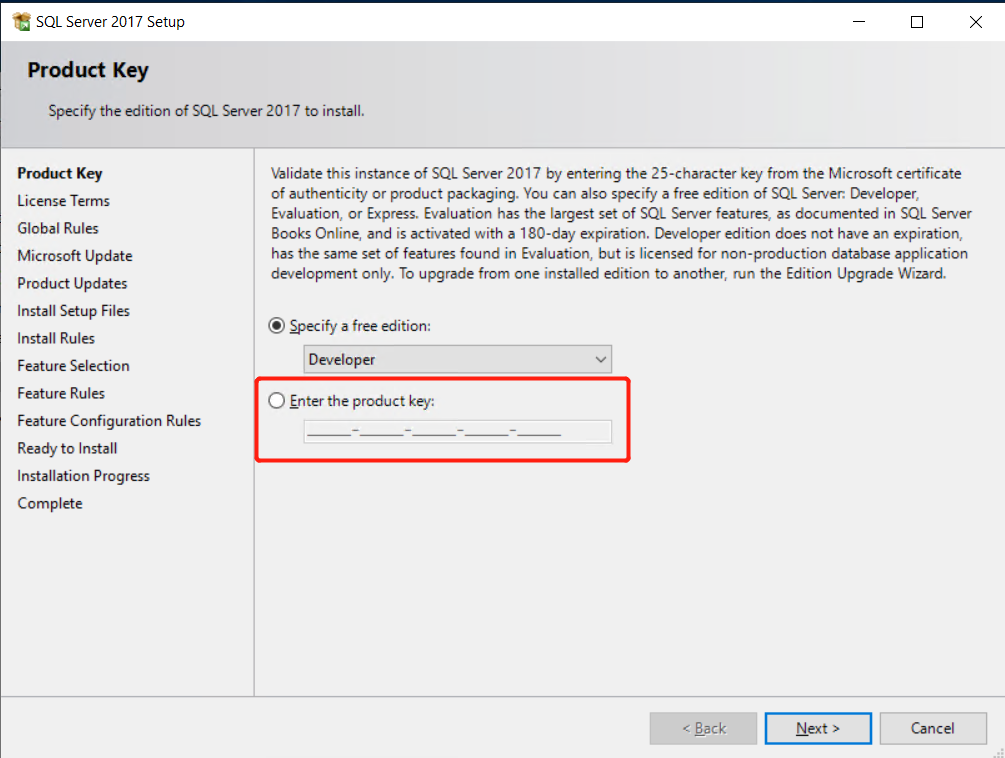 SQL Server 2017 Setup
Product Key
Specify the edition of SQL Server 2017 to install.
Product Key
License Terms
Global Rules
Microsoft Update
Product Updates
Install Setup Files
Install Rules
Feature Selection
Feature Rules
Feature Configuration Rules
Ready to Install
Installation Progress
Complete
Validate this instance of SQL Server 2017 by entering the 25-character key from the Microsoft certificate
of authenticity or product packaging. You can also specify a free edition of SQL Server: Developer,
Evaluation, or Express. Evaluation has the largest set of SQL Server features, as documented in SQL Server
Books Online, and is activated with a 180-day expiration. Developer edition does not have an expiration,
has the same set of features found in Evaluation, but is licensed for non-production database application
development only. To upgrade from one installed edition to another, run the Edition Upgrade Wizard.
Specify a free edition:
Developer
Enter the product key:
_____-_____-_____-_____-_____
< Back
Next >
Cancel